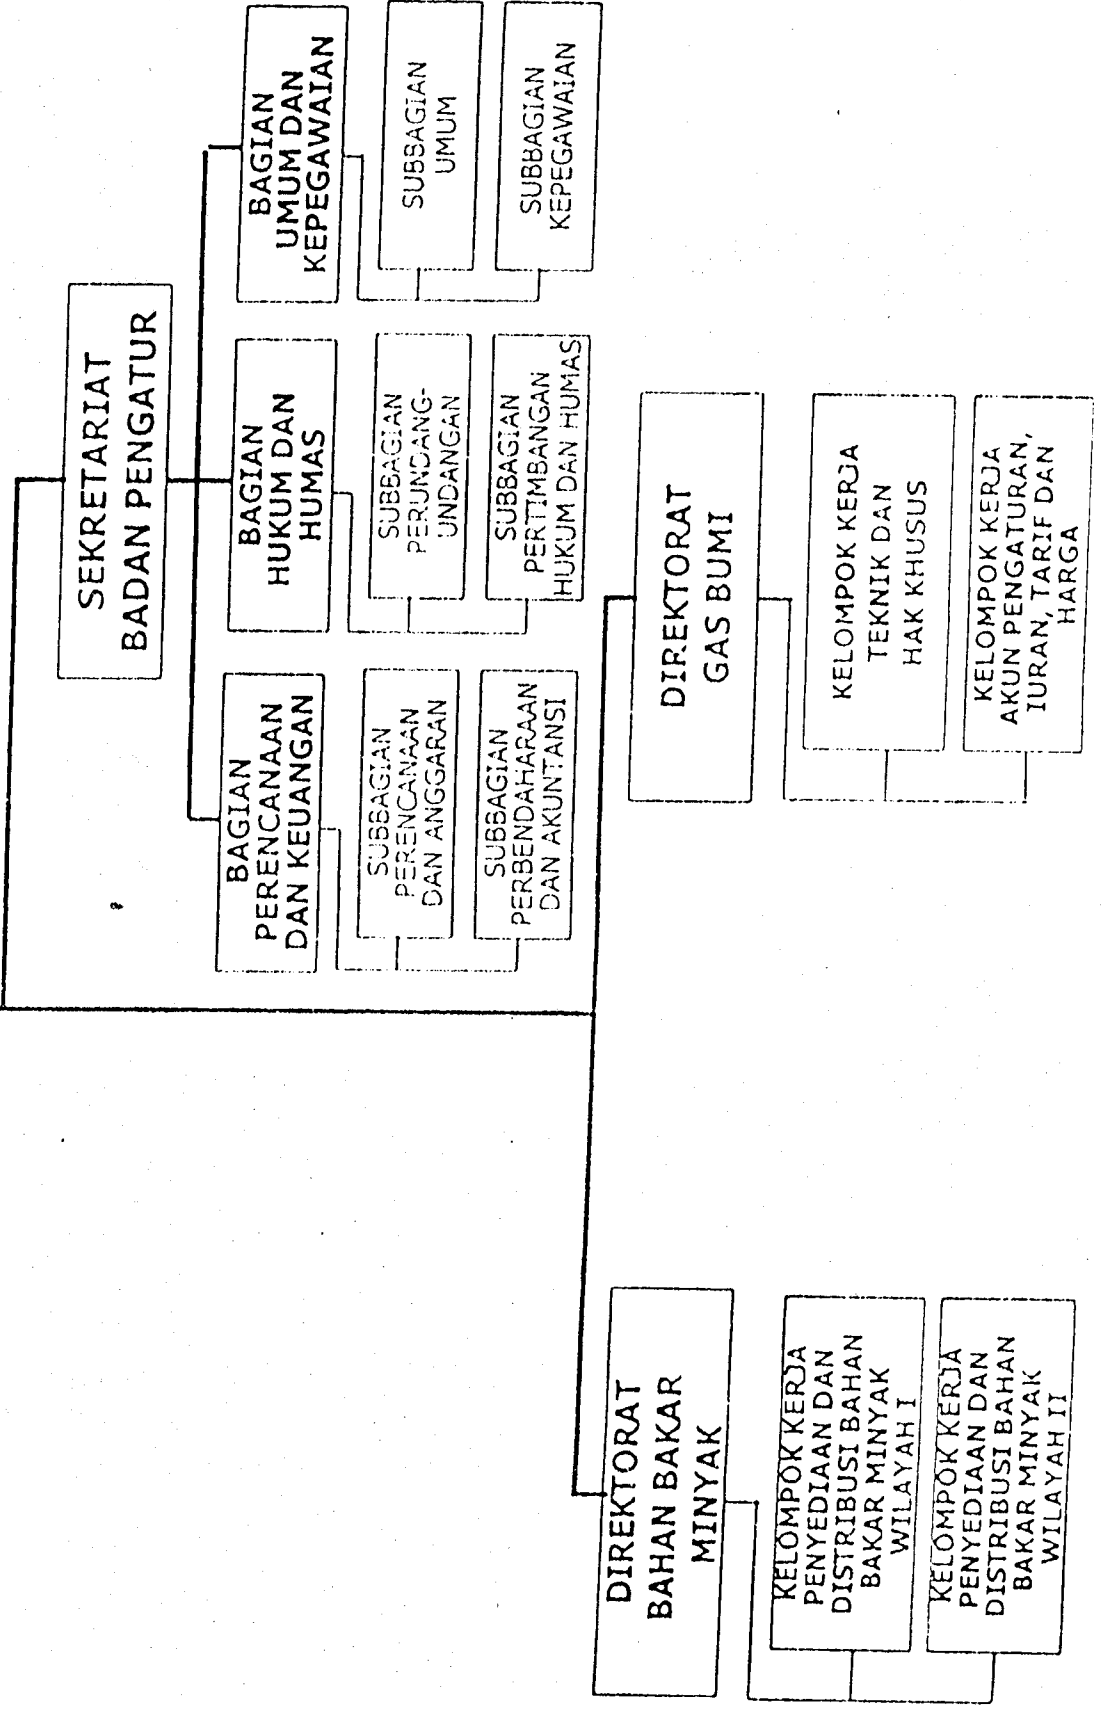 SEKRETARIAT
BADAN PENGATUR
BAGIAN
PERENCANAAN
DAN KEUANGAN
SUBBAGIAN
PERENCANAAN
DAN ANGGARAN
SUBBAGIAN
PERBENDAHARAAN
DAN AKUNTANSI
BAGIAN
HUKUM DAN
HUMAS
SUBBAGIAN
PERUNDANG-
UNDANGAN
SUBBAGIAN
PERTIMBANGAN
HUKUM DAN HUMAS
BAGIAN
UMUM DAN
KEPEGAWAIAN
SUBBAGIAN
UMUM
SUBBAGIAN
KEPEGAWAIAN
DIREKTORAT
BAHAN BAKAR
MINYAK
KELOMPOK KERJA
PENYEDIAAN DAN
DISTRIBUSI BAHAN
BAKAR MINYAK
WILAYAH I
KELOMPOK KERJA
PENYEDIAAN DAN
DISTRIBUSI BAHAN
BAKAR MINYAK
WILAYAH II
DIREKTORAT
GAS BUMI
KELOMPOK KERJA
TEKNIK DAN
HAK KHUSUS
KELOMPOK KERJA
AKUN PENGATURAN,
IURAN, TARIF DAN
HARGA